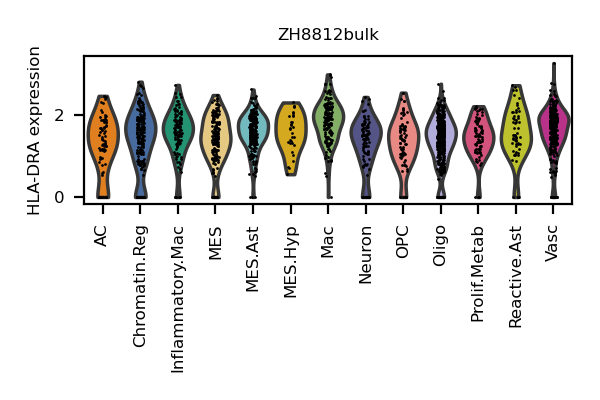 ZH8812bulk
HLA-DRA expression
2
0
AC
Chromatin.Reg
Inflammatory.Mac
MES
MES.Ast
MES.Hyp
Mac
Neuron
OPC
Oligo
Prolif.Metab
Reactive.Ast
Vasc